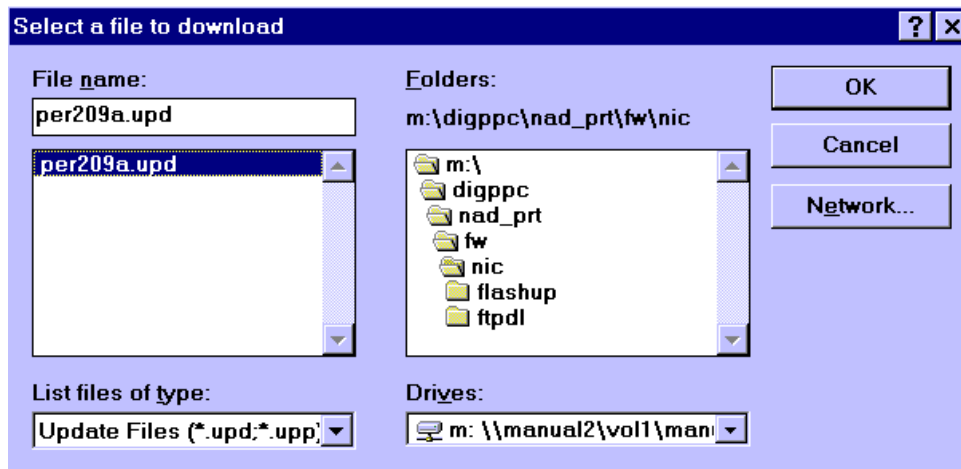 Select a file to download
File name:
per209a.upd
per209a.upd
List files of type:
Update Files (*.upd;*.upp)
Folders:
m:\digppc\nad_prt\fw\nic
m:\
digppc
nad_prt
fw
nic
flashup
ftpdl
Drives:
m: \\manual2\vol1\man
OK
Cancel
Network...